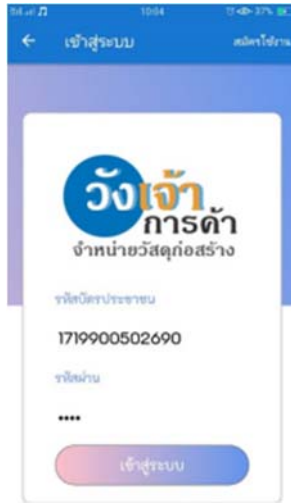 10:04
37%
เข้าสู่ระบบ
สมัครใช้งาน
วังเจ้า
การค้า
จำหน่ายวัสดุก่อสร้าง
รหัสบัตรประชาชน
1719900502690
รหัสผ่าน
••••
เข้าสู่ระบบ